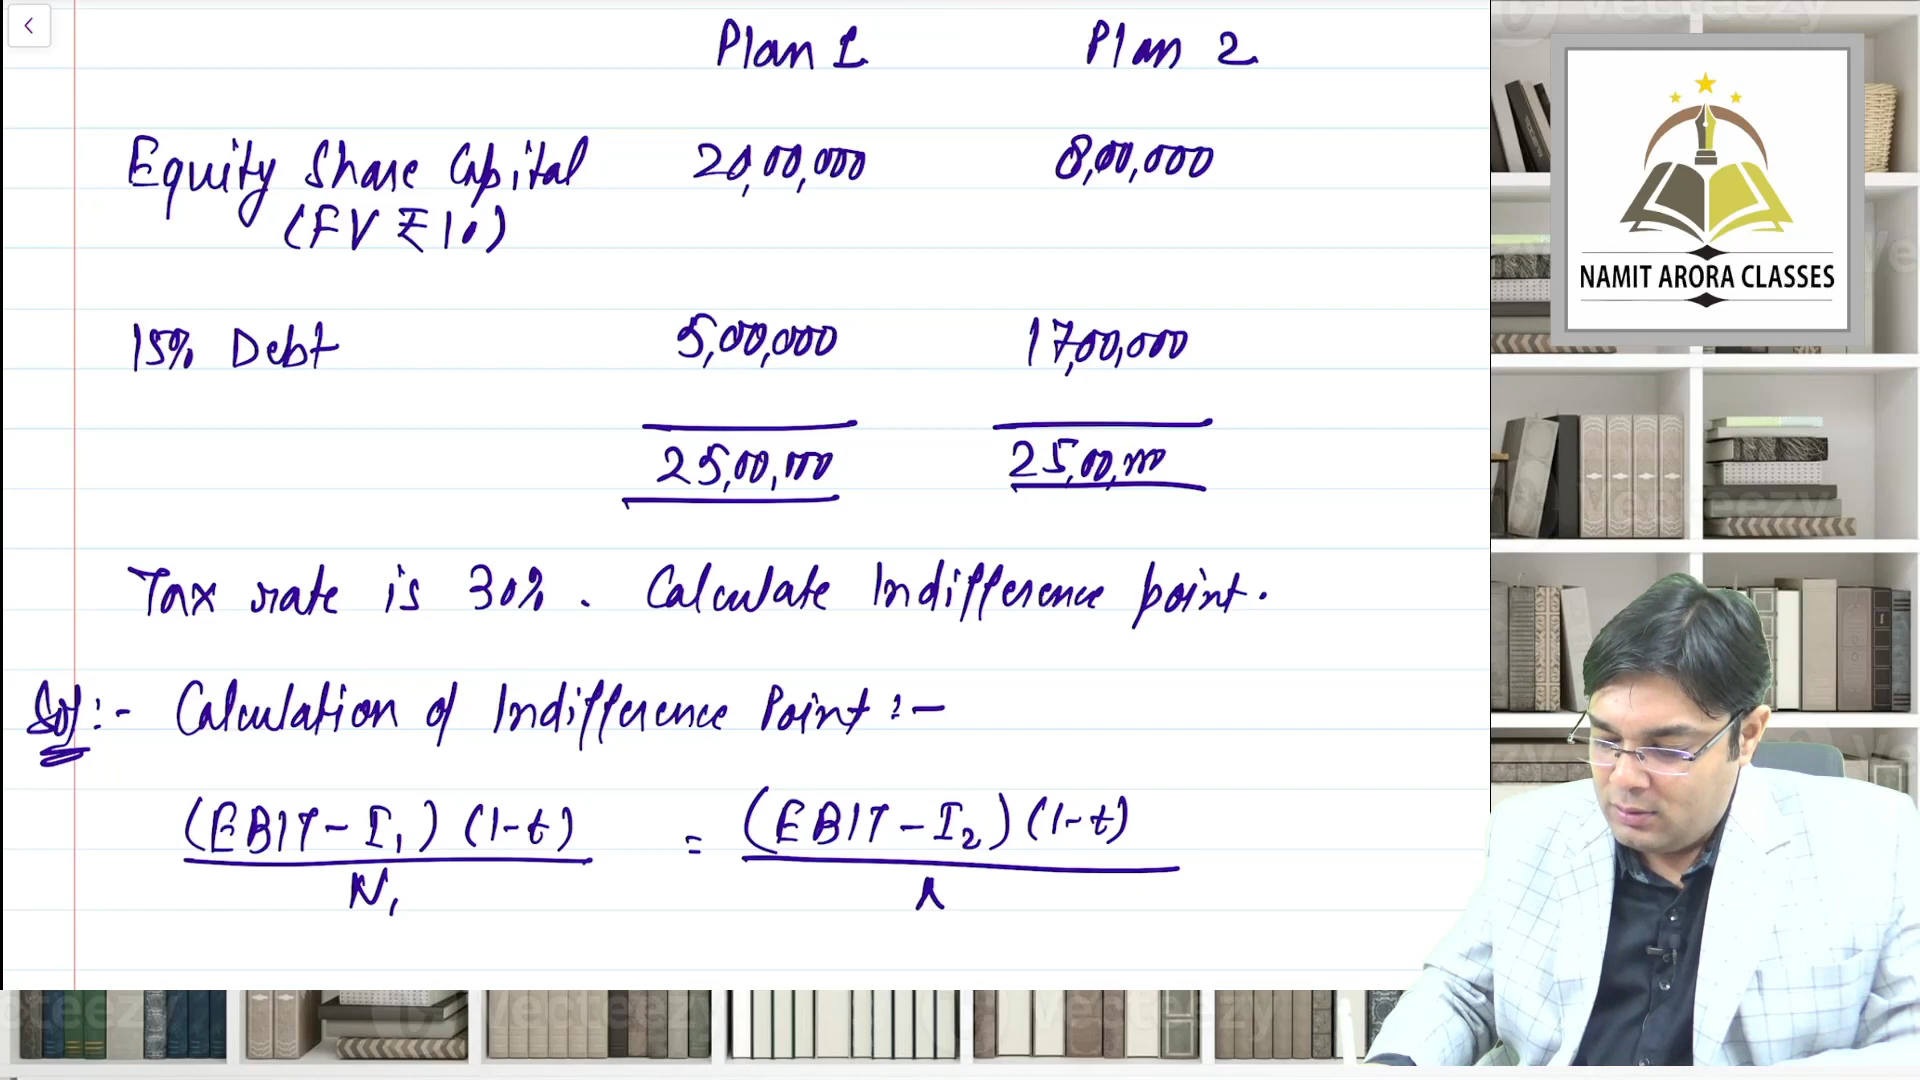 Plan 1 Plan 2
Equity Share Capital 20,00,000 8,00,000
(FV ₹10)
15% Debt 5,00,000 17,00,000
25,00,000 25,00,000
Tax rate is 30%. Calculate Indifference point.
Sol:- Calculation of Indifference Point:-
(EBIT-I₁) (1-t) = (EBIT-I₂) (1-t)
N₁
NAMIT ARORA CLASSES
vecteezy